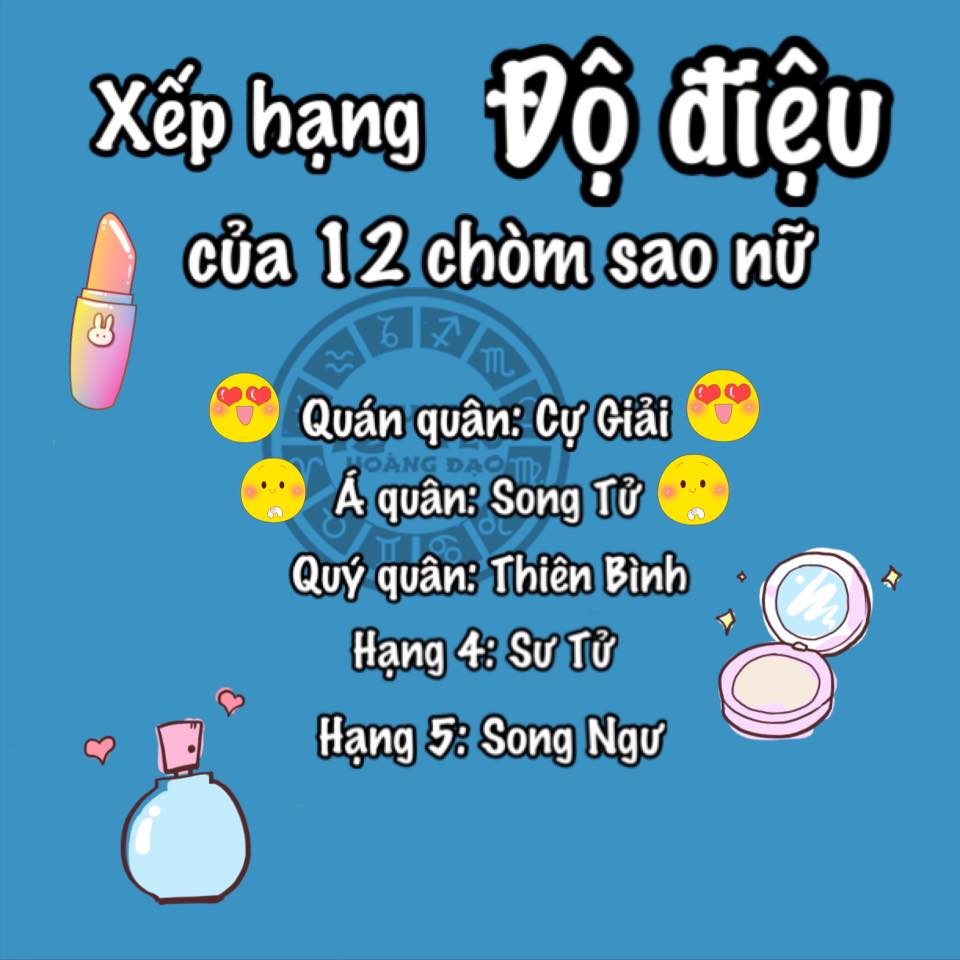 Xếp hạng Độ điệu
của 12 chòm sao nữ
Quán quân: Cự Giải
HOÀNG ĐẠO
Á quân: Song Tử
Quý quân: Thiên Bình
Hạng 4: Sư Tử
Hạng 5: Song Ngư